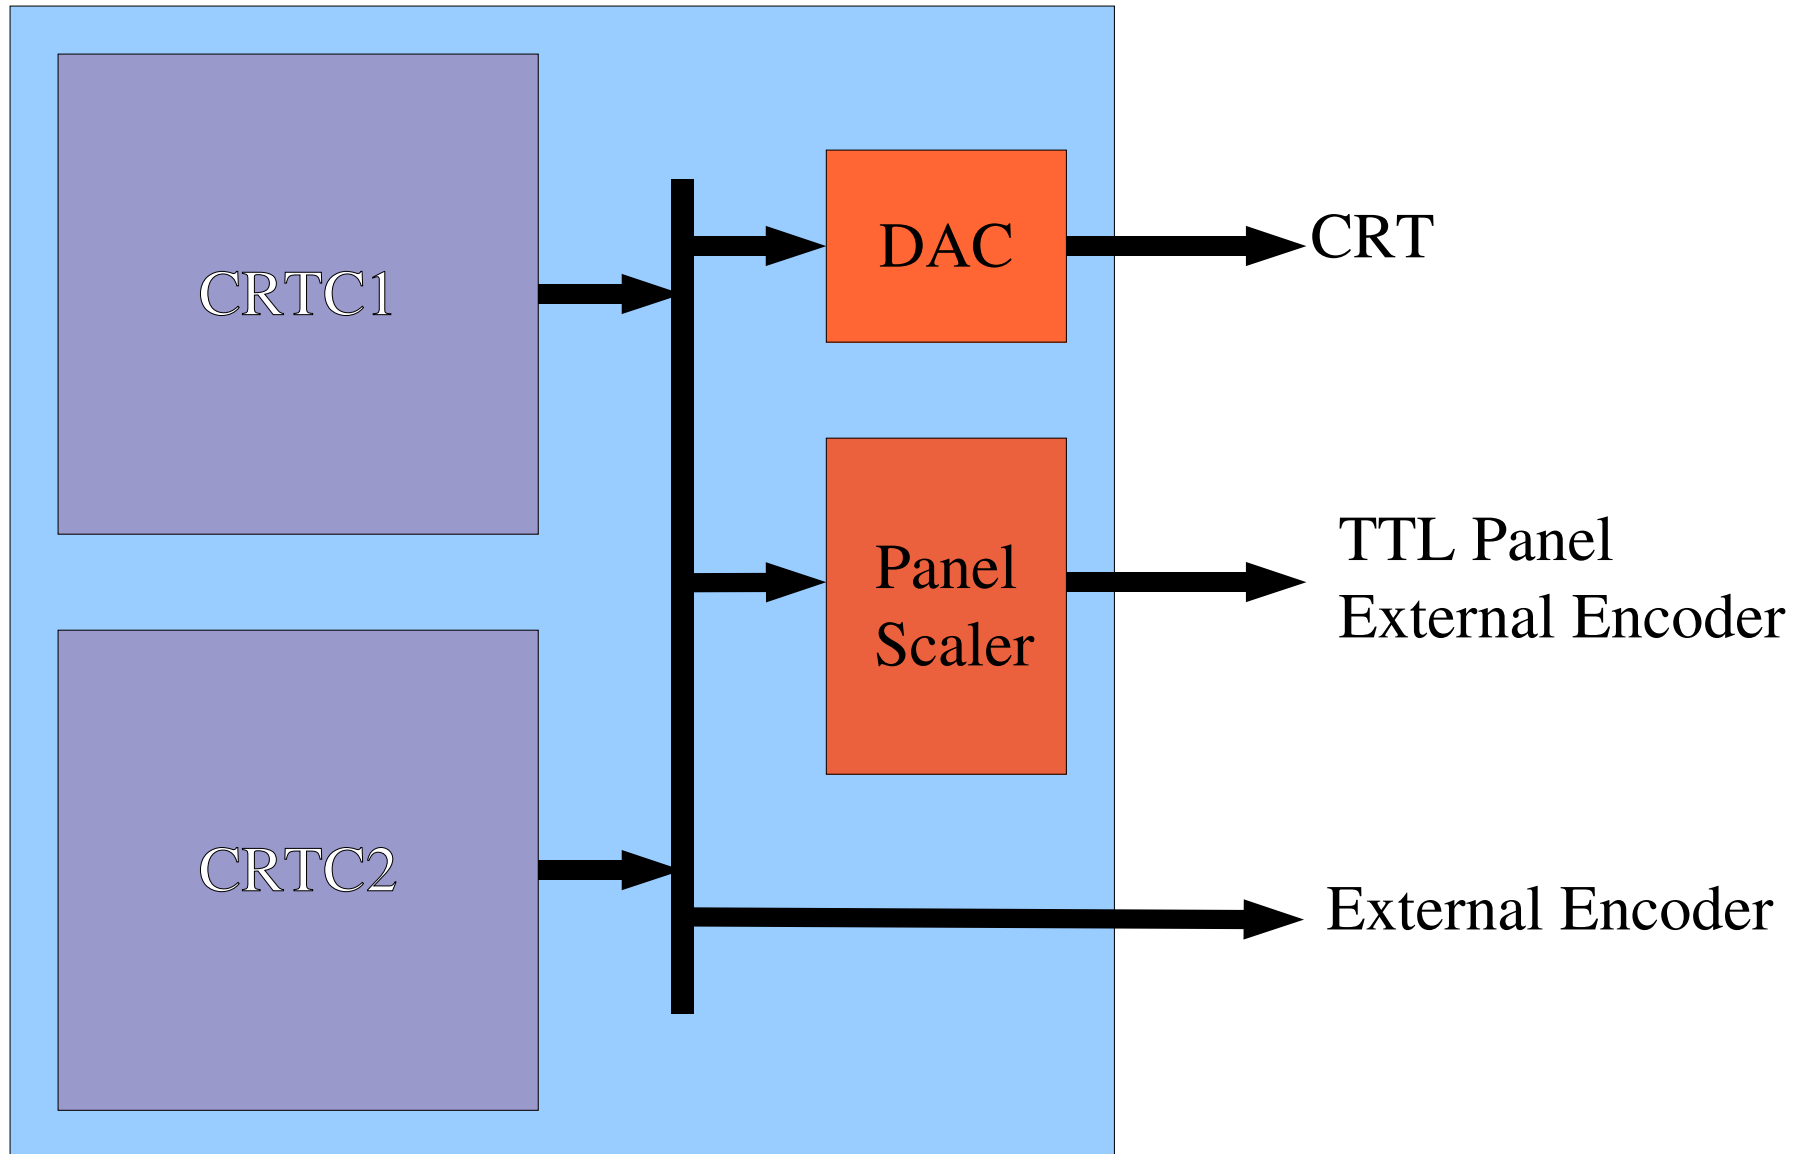 CRTC1
DAC
CRT
Panel
Scaler
TTL Panel
External Encoder
CRTC2
External Encoder